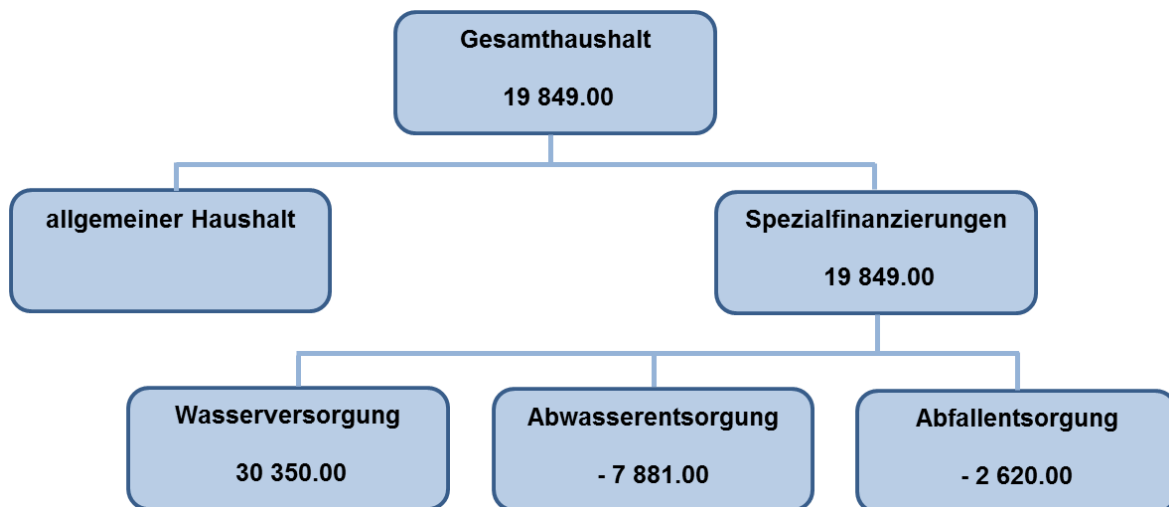 Gesamthaushalt
19 849.00
allgemeiner Haushalt
Spezialfinanzierungen
19 849.00
Wasserversorgung
30 350.00
Abwasserentsorgung
- 7 881.00
Abfallentsorgung
- 2 620.00